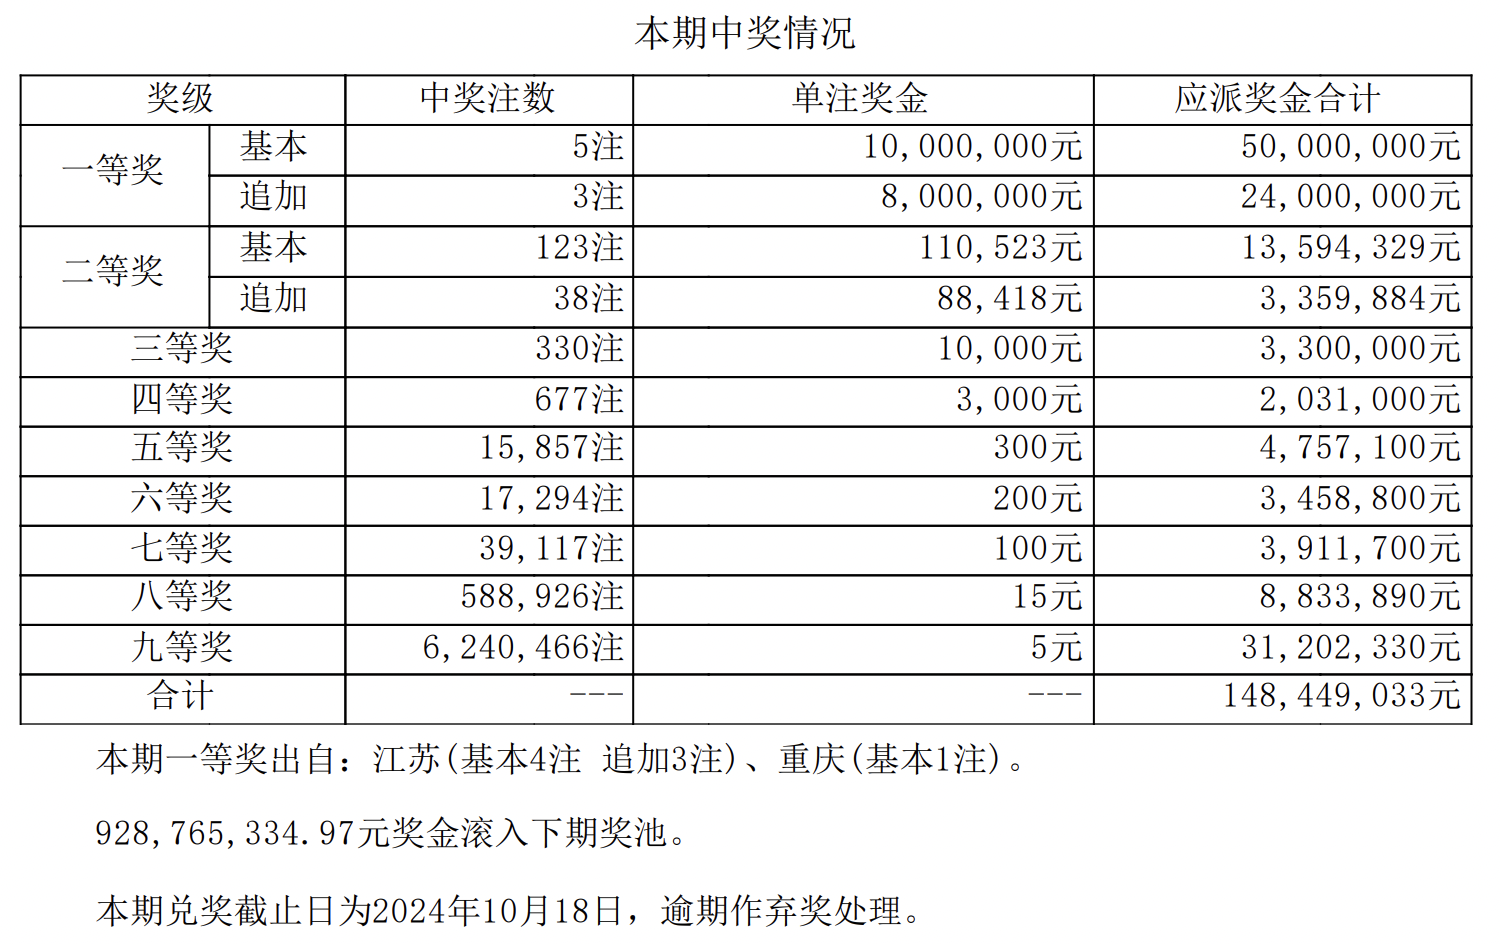 本期中奖情况
奖级 中奖注数 单注奖金 应派奖金合计
一等奖 基本 5注 10,000,000元 50,000,000元
追加 3注 8,000,000元 24,000,000元
二等奖 基本 123注 110,523元 13,594,329元
追加 38注 88,418元 3,359,884元
三等奖 330注 10,000元 3,300,000元
四等奖 677注 3,000元 2,031,000元
五等奖 15,857注 300元 4,757,100元
六等奖 17,294注 200元 3,458,800元
七等奖 39,117注 100元 3,911,700元
八等奖 588,926注 15元 8,833,890元
九等奖 6,240,466注 5元 31,202,330元
合计 --- --- 148,449,033元
本期一等奖出自：江苏(基本4注 追加3注)、重庆(基本1注)。
928,765,334.97元奖金滚入下期奖池。
本期兑奖截止日为2024年10月18日，逾期作弃奖处理。